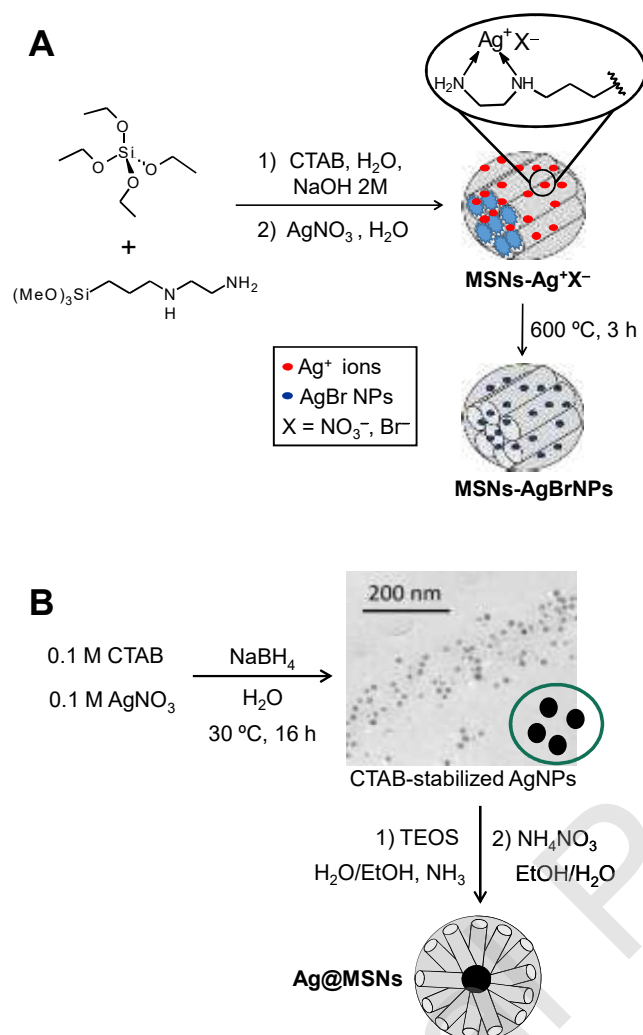 A
Ag⁺X⁻
H₂N
NH
O
O
Si
O
O
+
(MeO)₃Si
N
H
NH₂
1) CTAB, H₂O,
NaOH 2M
2) AgNO₃ , H₂O
MSNs-Ag⁺X⁻
600 ºC, 3 h
Ag⁺ ions
AgBr NPs
X = NO₃⁻, Br⁻
MSNs-AgBrNPs
B
0.1 M CTAB
0.1 M AgNO₃
NaBH₄
H₂O
30 ºC, 16 h
200 nm
CTAB-stabilized AgNPs
1) TEOS
H₂O/EtOH, NH₃
2) NH₄NO₃
EtOH/H₂O
Ag@MSNs